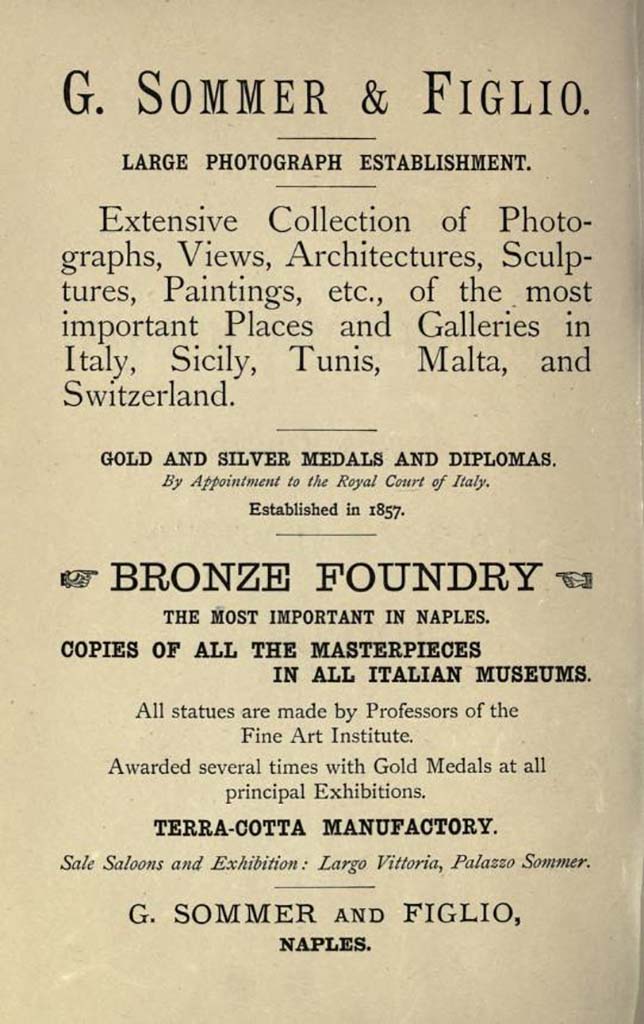 G. SOMMER & FIGLIO.
LARGE PHOTOGRAPH ESTABLISHMENT.
Extensive Collection of Photo-
graphs, Views, Architectures, Sculp-
tures, Paintings, etc., of the most
important Places and Galleries in
Italy, Sicily, Tunis, Malta, and
Switzerland.
GOLD AND SILVER MEDALS AND DIPLOMAS.
By Appointment to the Royal Court of Italy.
Established in 1857.
☞ BRONZE FOUNDRY ☜
THE MOST IMPORTANT IN NAPLES.
COPIES OF ALL THE MASTERPIECES
IN ALL ITALIAN MUSEUMS.
All statues are made by Professors of the
Fine Art Institute.
Awarded several times with Gold Medals at all
principal Exhibitions.
TERRA-COTTA MANUFACTORY.
Sale Saloons and Exhibition: Largo Vittoria, Palazzo Sommer.
G. SOMMER AND FIGLIO,
NAPLES.